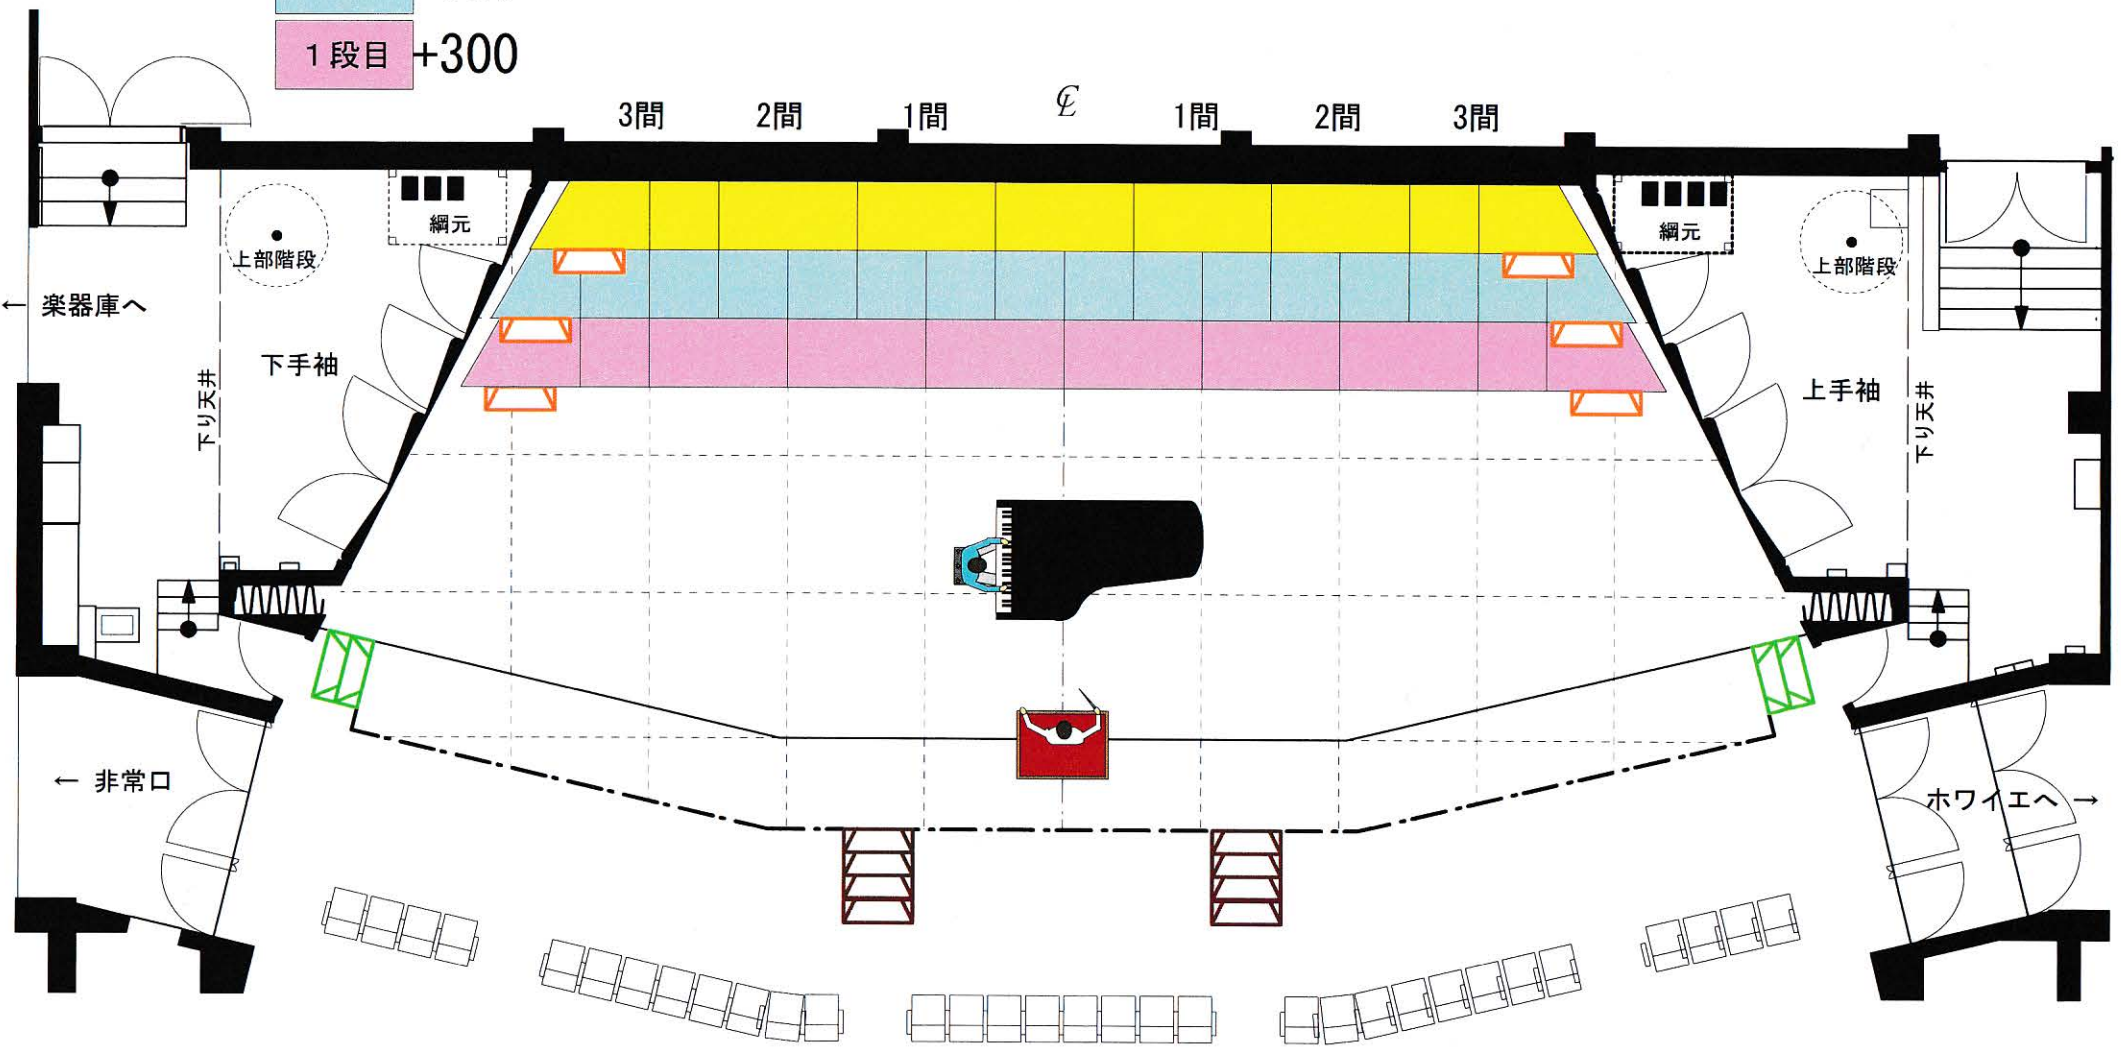 1段目 +300
3間 2間 1間 ℄ 1間 2間 3間
綱元
綱元
上部階段
上部階段
← 楽器庫へ
下手袖
下り天井
上手袖
下り天井
← 非常口
ホワイエへ →